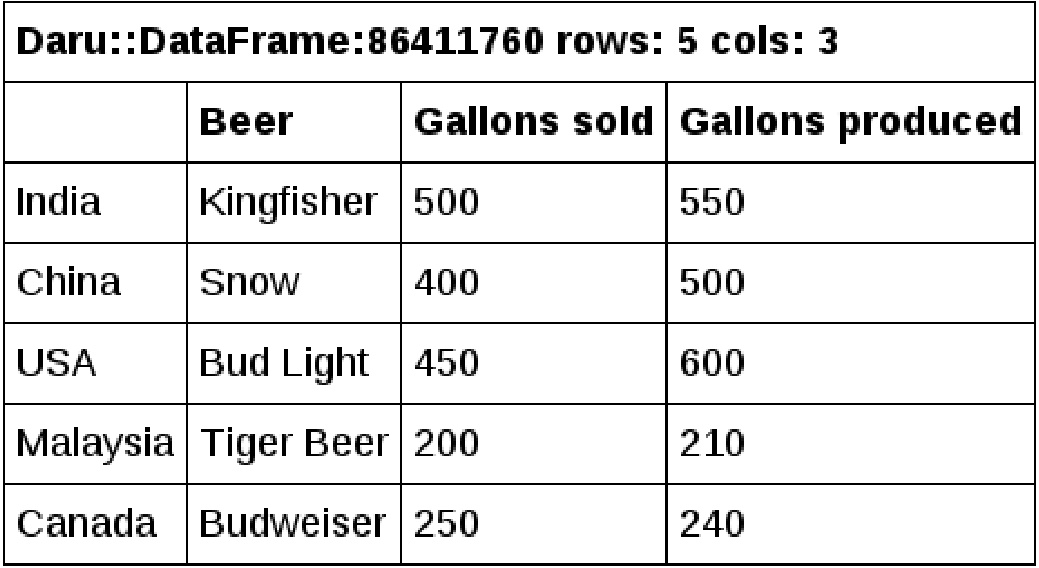 Daru::DataFrame:86411760 rows: 5 cols: 3
Beer Gallons sold Gallons produced
India Kingfisher 500 550
China Snow 400 500
USA Bud Light 450 600
Malaysia Tiger Beer 200 210
Canada Budweiser 250 240